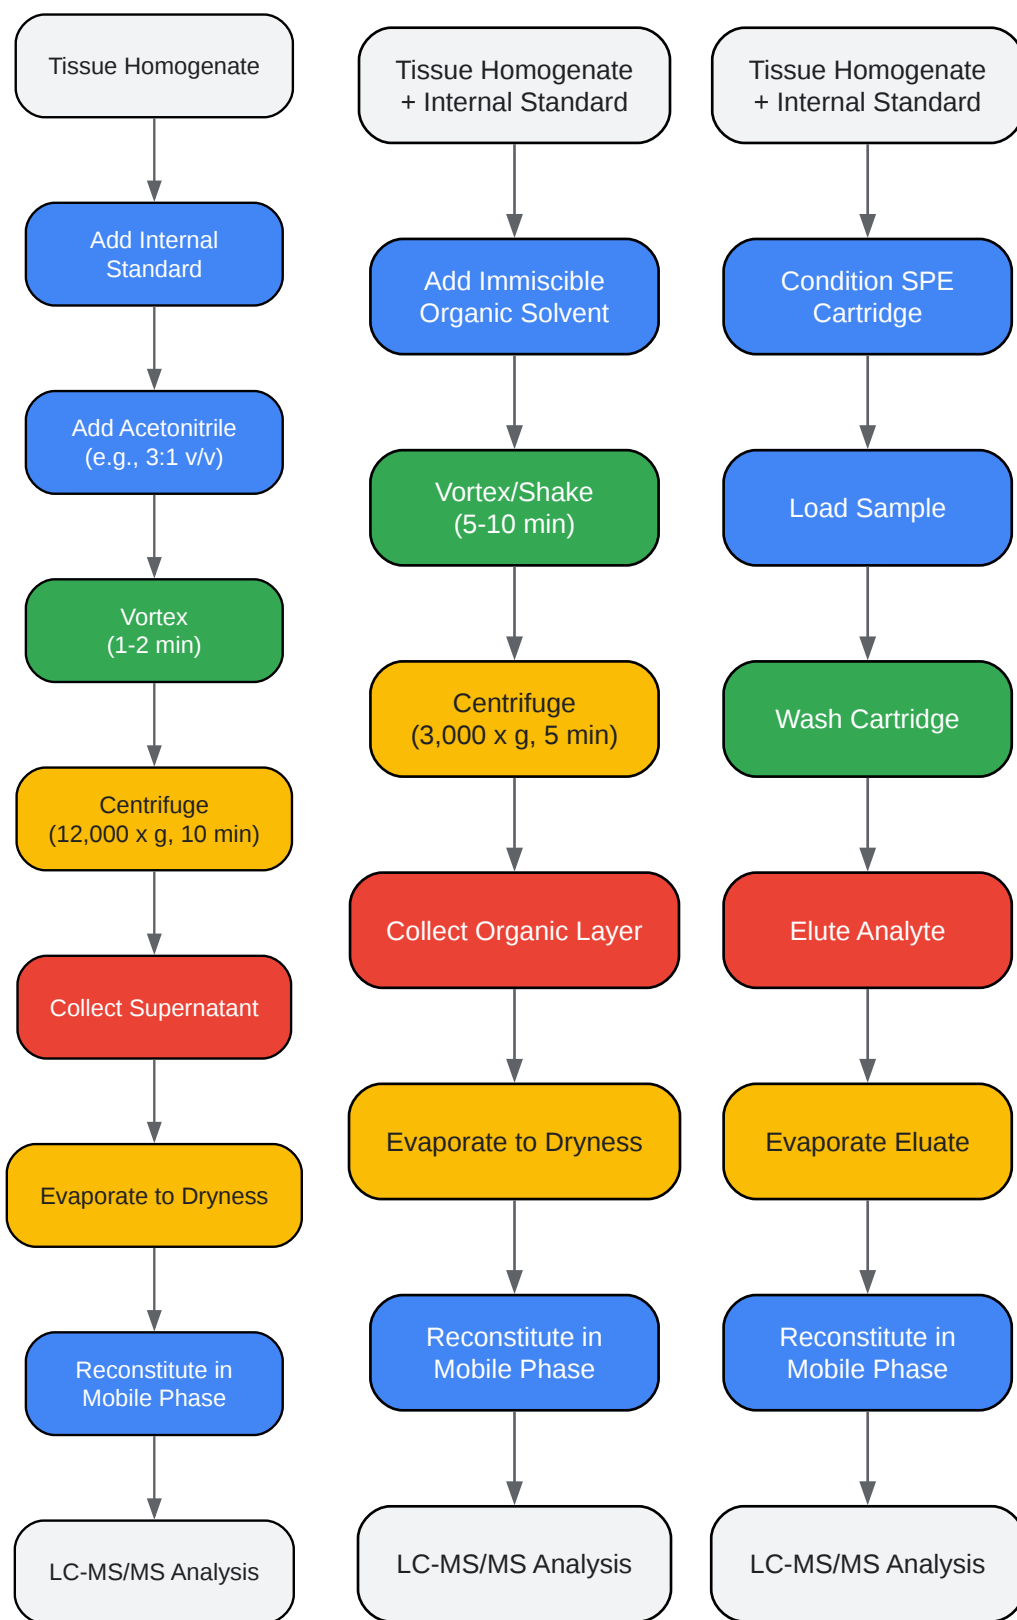 Tissue Homogenate
Add Internal
Standard
Add Acetonitrile
(e.g., 3:1 v/v)
Vortex
(1-2 min)
Centrifuge
(12,000 x g, 10 min)
Collect Supernatant
Evaporate to Dryness
Reconstitute in
Mobile Phase
LC-MS/MS Analysis
Tissue Homogenate
+ Internal Standard
Add Immiscible
Organic Solvent
Vortex/Shake
(5-10 min)
Centrifuge
(3,000 x g, 5 min)
Collect Organic Layer
Evaporate to Dryness
Reconstitute in
Mobile Phase
LC-MS/MS Analysis
Tissue Homogenate
+ Internal Standard
Condition SPE
Cartridge
Load Sample
Wash Cartridge
Elute Analyte
Evaporate Eluate
Reconstitute in
Mobile Phase
LC-MS/MS Analysis